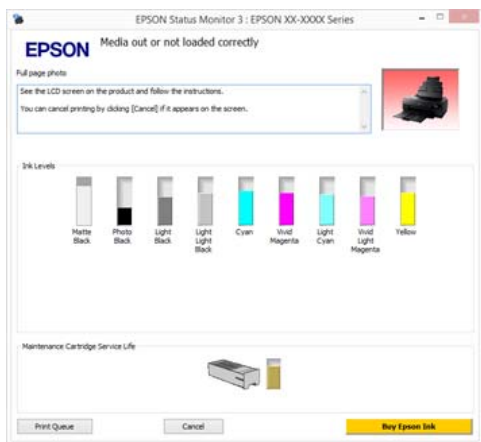 EPSON Status Monitor 3 : EPSON XX-XXXX Series
EPSON
Media out or not loaded correctly
Full page photo
See the LCD screen on the product and follow the instructions.
You can cancel printing by clicking [Cancel] if it appears on the screen.
Ink Levels
Matte Black
Photo Black
Light Black
Light Light Black
Cyan
Vivid Magenta
Light Cyan
Vivid Light Magenta
Yellow
Maintenance Cartridge Service Life
Print Queue
Cancel
Buy Epson Ink